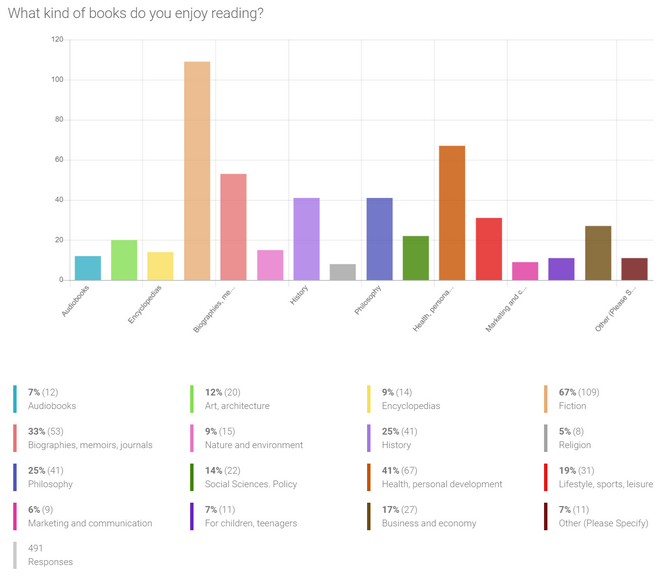 What kind of books do you enjoy reading?
120
100
80
60
40
20
0
Audiobooks
Encyclopedias
Biographies, me...
History
Philosophy
Health, persona...
Marketing and c...
Other (Please S...
7% (12)
Audiobooks
12% (20)
Art, architecture
9% (14)
Encyclopedias
67% (109)
Fiction
33% (53)
Biographies, memoirs, journals
9% (15)
Nature and environment
25% (41)
History
5% (8)
Religion
25% (41)
Philosophy
14% (22)
Social Sciences. Policy
41% (67)
Health, personal development
19% (31)
Lifestyle, sports, leisure
6% (9)
Marketing and communication
7% (11)
For children, teenagers
17% (27)
Business and economy
7% (11)
Other (Please Specify)
491
Responses